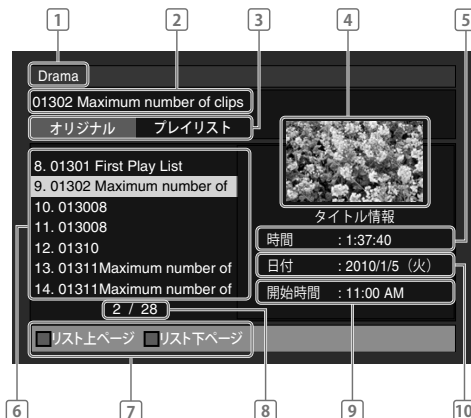 1
2
3
4
5
Drama
01302 Maximum number of clips
オリジナル プレイリスト
8. 01301 First Play List
9. 01302 Maximum number of
10. 013008
11. 013008
12. 01310
13. 01311Maximum number of
14. 01311Maximum number of
2 / 28
リスト上ページ リスト下ページ
タイトル情報
時間 : 1:37:40
日付 : 2010/1/5（火）
開始時間 : 11:00 AM
6
7
8
9
10